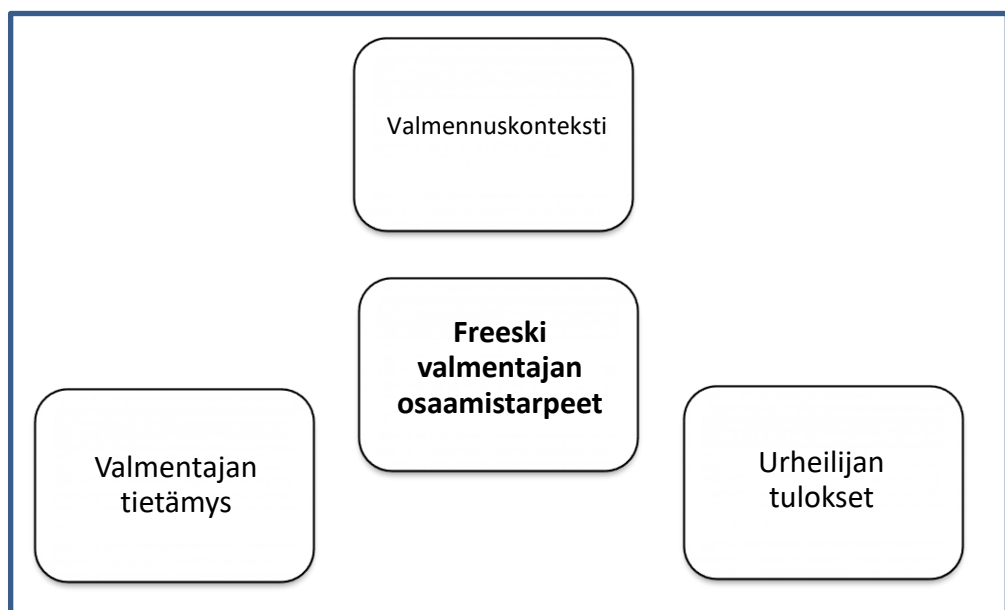 Valmennuskonteksti
Freeski
valmentajan
osaamistarpeet
Valmentajan
tietämys
Urheilijan
tulokset